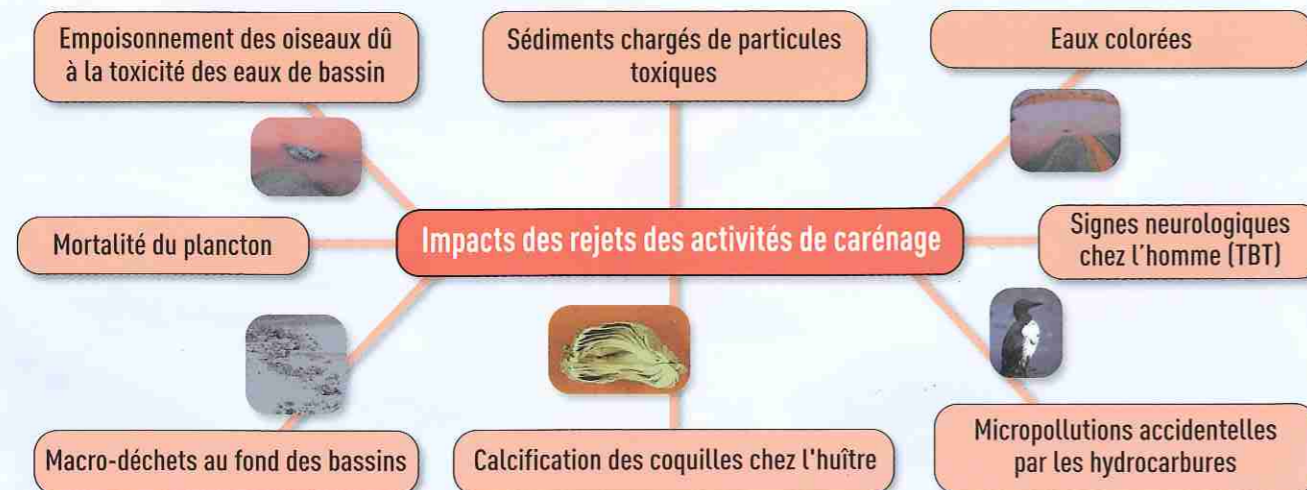 Empoisonnement des oiseaux dû
à la toxicité des eaux de bassin
Sédiments chargés de particules
toxiques
Eaux colorées
Mortalité du plancton
Impacts des rejets des activités de carénage
Signes neurologiques
chez l'homme (TBT)
Macro-déchets au fond des bassins
Calcification des coquilles chez l'huître
Micropollutions accidentelles
par les hydrocarbures